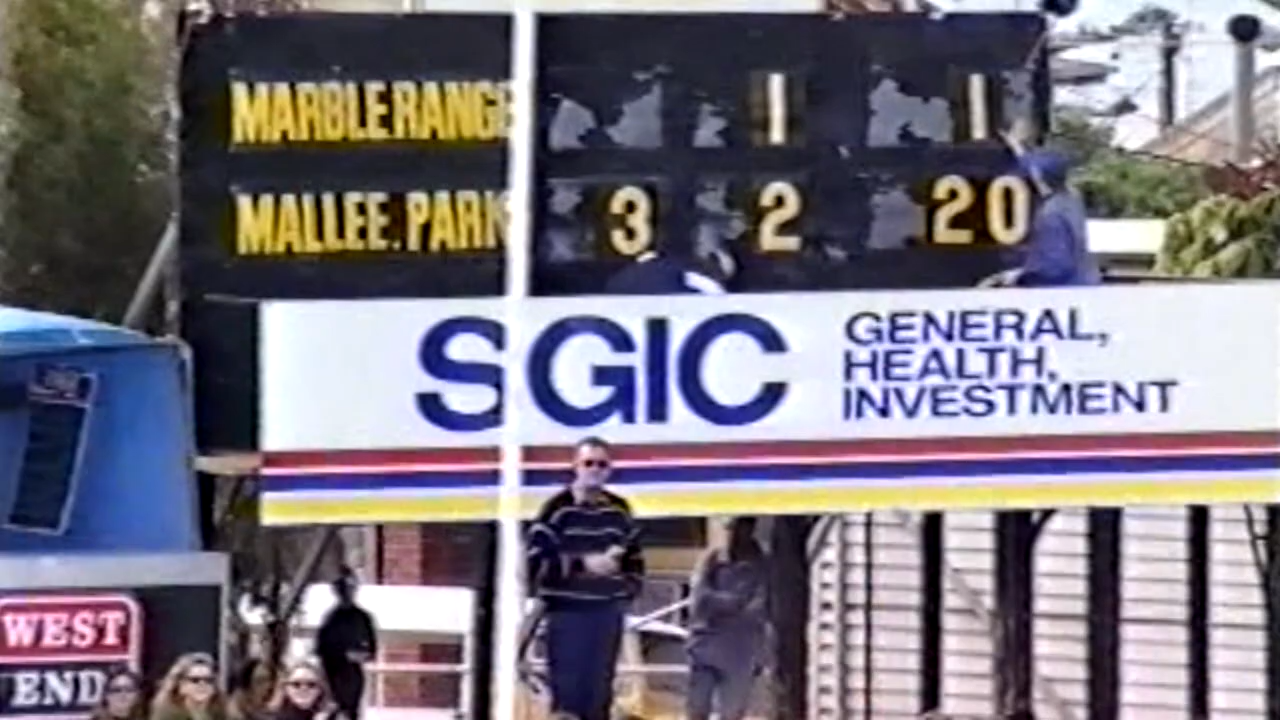 MARBLE RANGE 1 1
MALLEE. PARK 3 2 20
SGIC
GENERAL,
HEALTH,
INVESTMENT
WEST
END